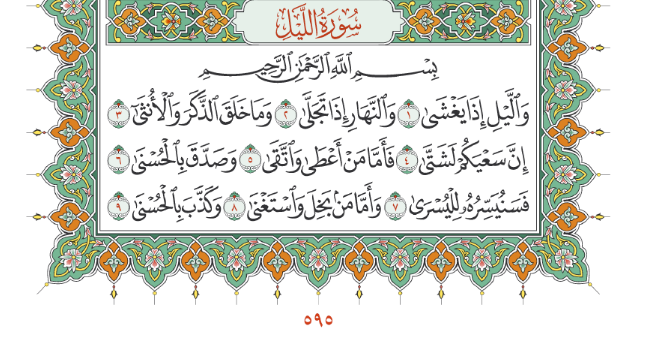 سُورَةُ اللَّيْلِ
بِسْمِ ٱللَّهِ ٱلرَّحْمَٰنِ ٱلرَّحِيمِ
وَٱلَّيْلِ إِذَا يَغْشَىٰ ١ وَٱلنَّهَارِ إِذَا تَجَلَّىٰ ٢ وَمَا خَلَقَ ٱلذَّكَرَ وَٱلْأُنثَىٰٓ ٣
إِنَّ سَعْيَكُمْ لَشَتَّىٰ ٤ فَأَمَّا مَنْ أَعْطَىٰ وَٱتَّقَىٰ ٥ وَصَدَّقَ بِٱلْحُسْنَىٰ ٦
فَسَنُيَسِّرُهُۥ لِلْيُسْرَىٰ ٧ وَأَمَّا مَنۢ بَخِلَ وَٱسْتَغْنَىٰ ٨ وَكَذَّبَ بِٱلْحُسْنَىٰ ٩
٥٩٥